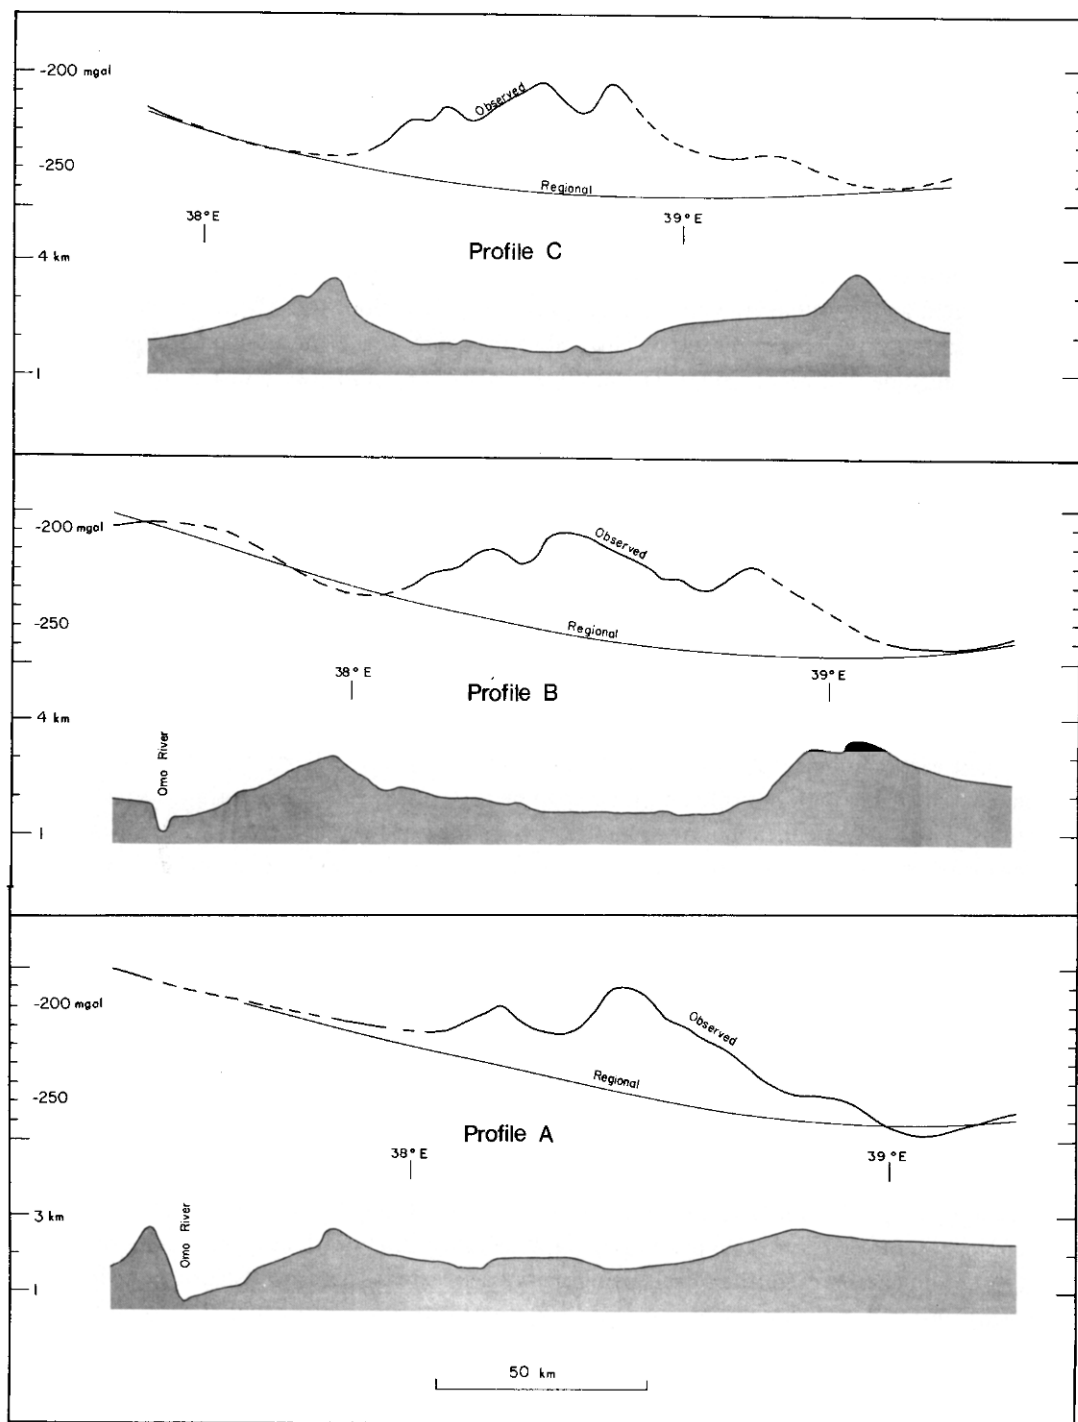 -200 mgal
Observed
-250
Regional
38°E
39°E
Profile C
4 km
1
-200 mgal
Observed
-250
Regional
38°E
39°E
Profile B
4 km
Omo River
1
-200 mgal
Observed
-250
Regional
Profile A
38°E
39°E
3 km
Omo River
1
50 km